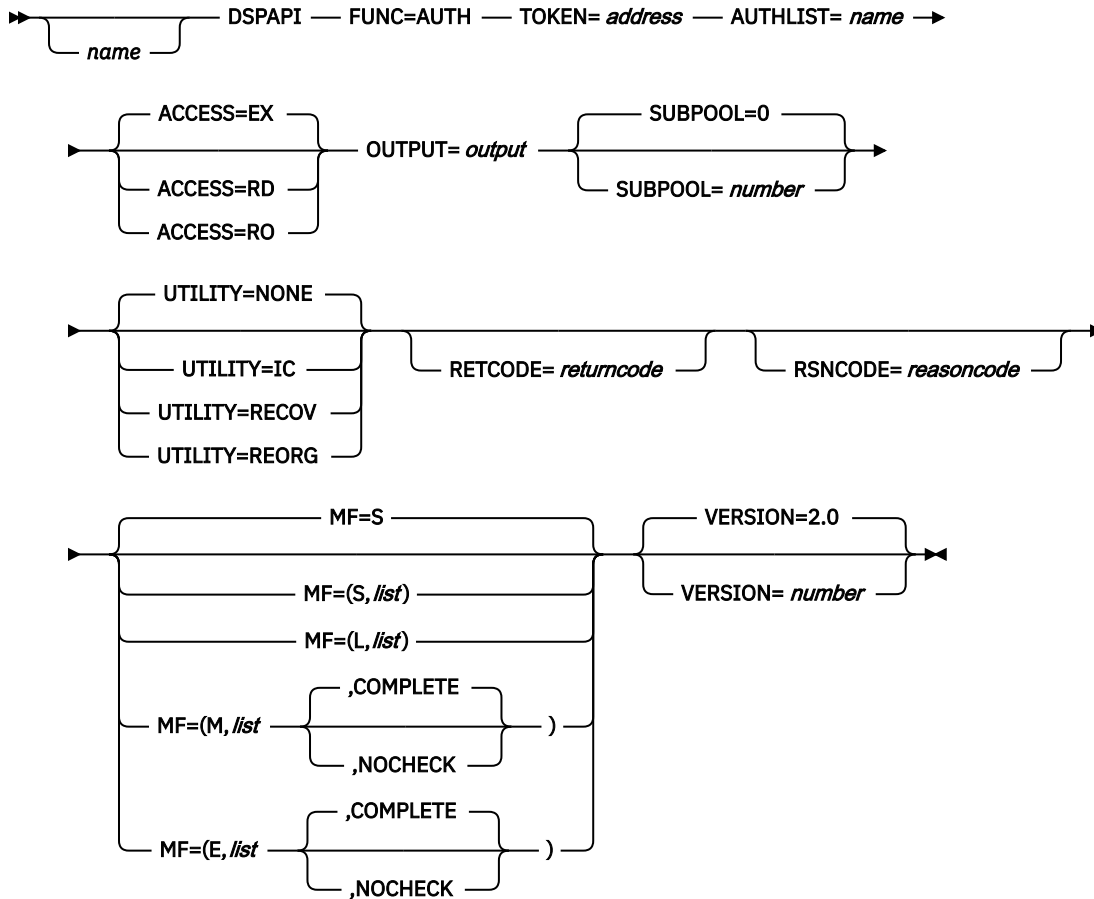 DSPAPI FUNC=AUTH TOKEN= address AUTHLIST= name
name
ACCESS=EX
ACCESS=RD
ACCESS=RO
OUTPUT= output
SUBPOOL=0
SUBPOOL= number
UTILITY=NONE
UTILITY=IC
UTILITY=RECOV
UTILITY=REORG
RETCODE= returncode
RSNCODE= reasoncode
MF=S
MF=(S, list)
MF=(L, list)
MF=(M, list
,COMPLETE
,NOCHECK
)
MF=(E, list
,COMPLETE
,NOCHECK
)
VERSION=2.0
VERSION= number